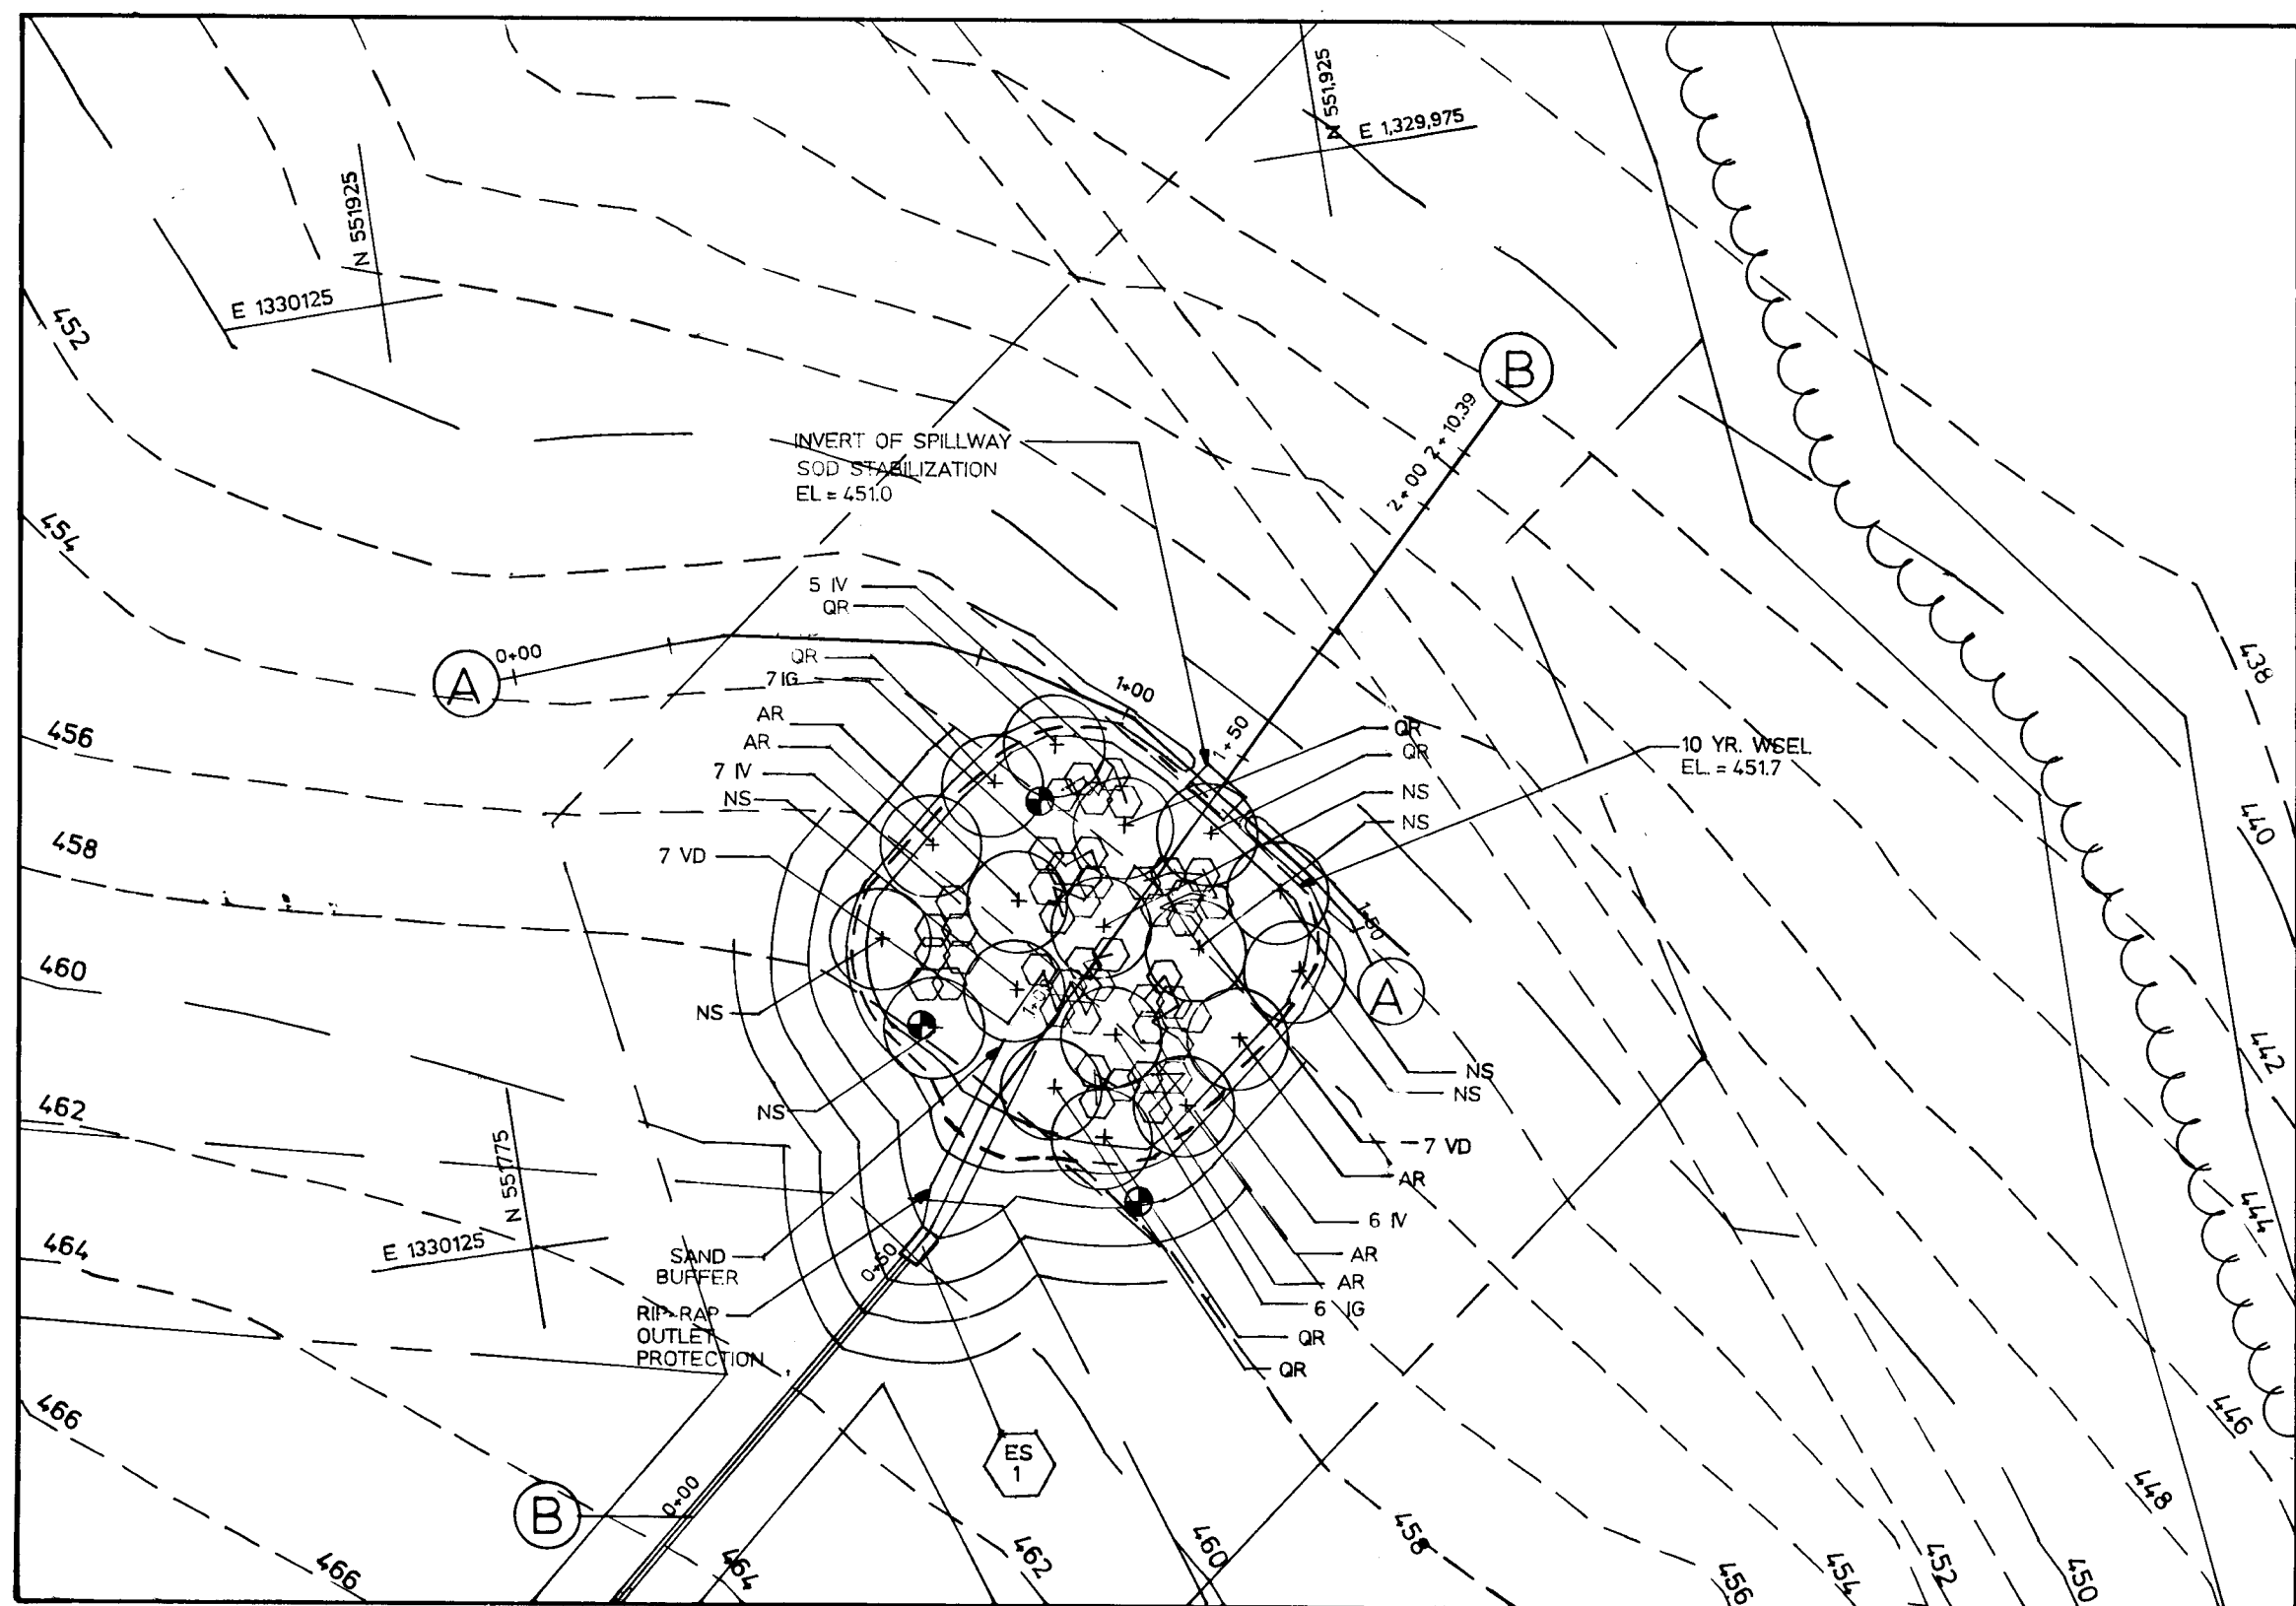 N 551,925
E 1,329,975
N 551925
E 1330125
452
B
2+10.39
2+00
INVERT OF SPILLWAY
SOD STABILIZATION
EL = 451.0
454
5 IV
QR
A
0+00
QR
7 IG
1+00
438
AR
AR
456
7 IV
NS
1+50
QR
QR
10 YR. WSEL
EL. = 451.7
NS
NS
440
458
7 VD
1+50
460
NS
1+00
A
442
NS
NS
462
NS
7 VD
AR
N 551775
E 1330125
444
6 IV
464
SAND
BUFFER
0+50
AR
AR
6 IG
RIP-RAP
OUTLET
PROTECTION
QR
QR
466
446
ES
1
448
B
0+00
466
464
462
460
458
456
454
452
450